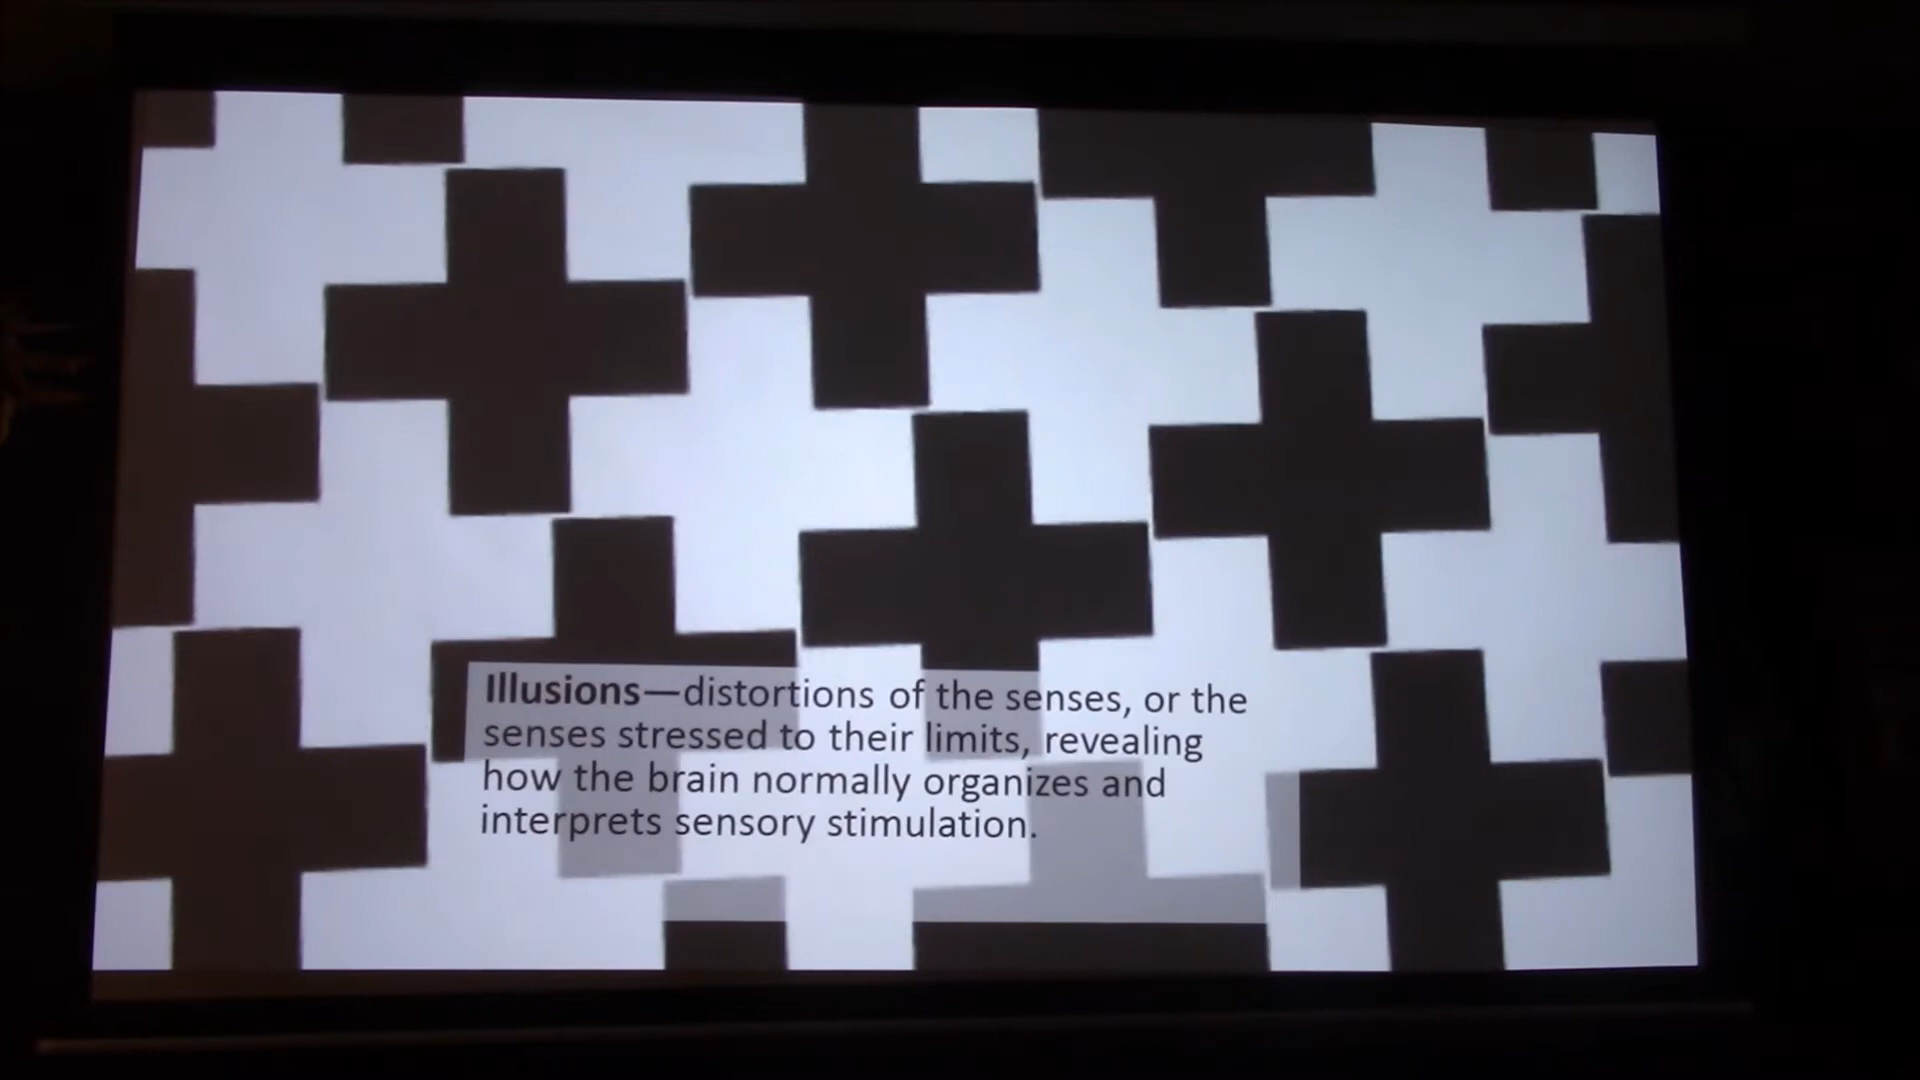 Illusions—distortions of the senses, or the
senses stressed to their limits, revealing
how the brain normally organizes and
interprets sensory stimulation.